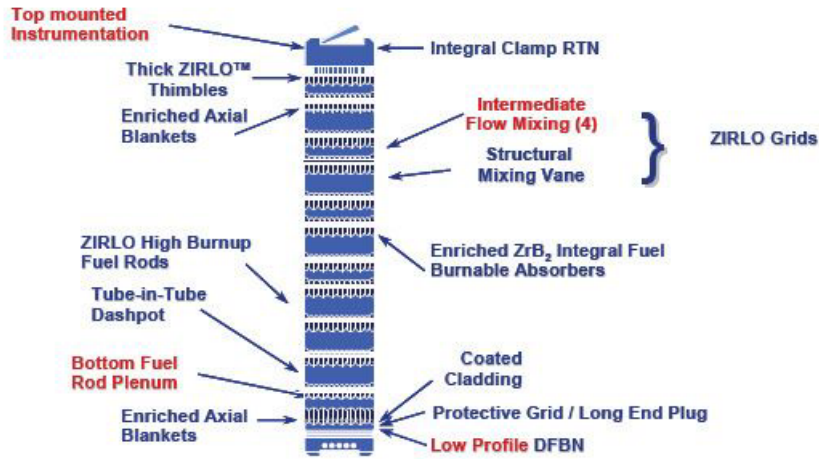 Top mounted
Instrumentation
Integral Clamp RTN
Thick ZIRLO™
Thimbles
Enriched Axial
Blankets
Intermediate
Flow Mixing (4)
Structural
Mixing Vane
ZIRLO Grids
ZIRLO High Burnup
Fuel Rods
Enriched ZrB₂ Integral Fuel
Burnable Absorbers
Tube-in-Tube
Dashpot
Bottom Fuel
Rod Plenum
Coated
Cladding
Enriched Axial
Blankets
Protective Grid / Long End Plug
Low Profile DFBN